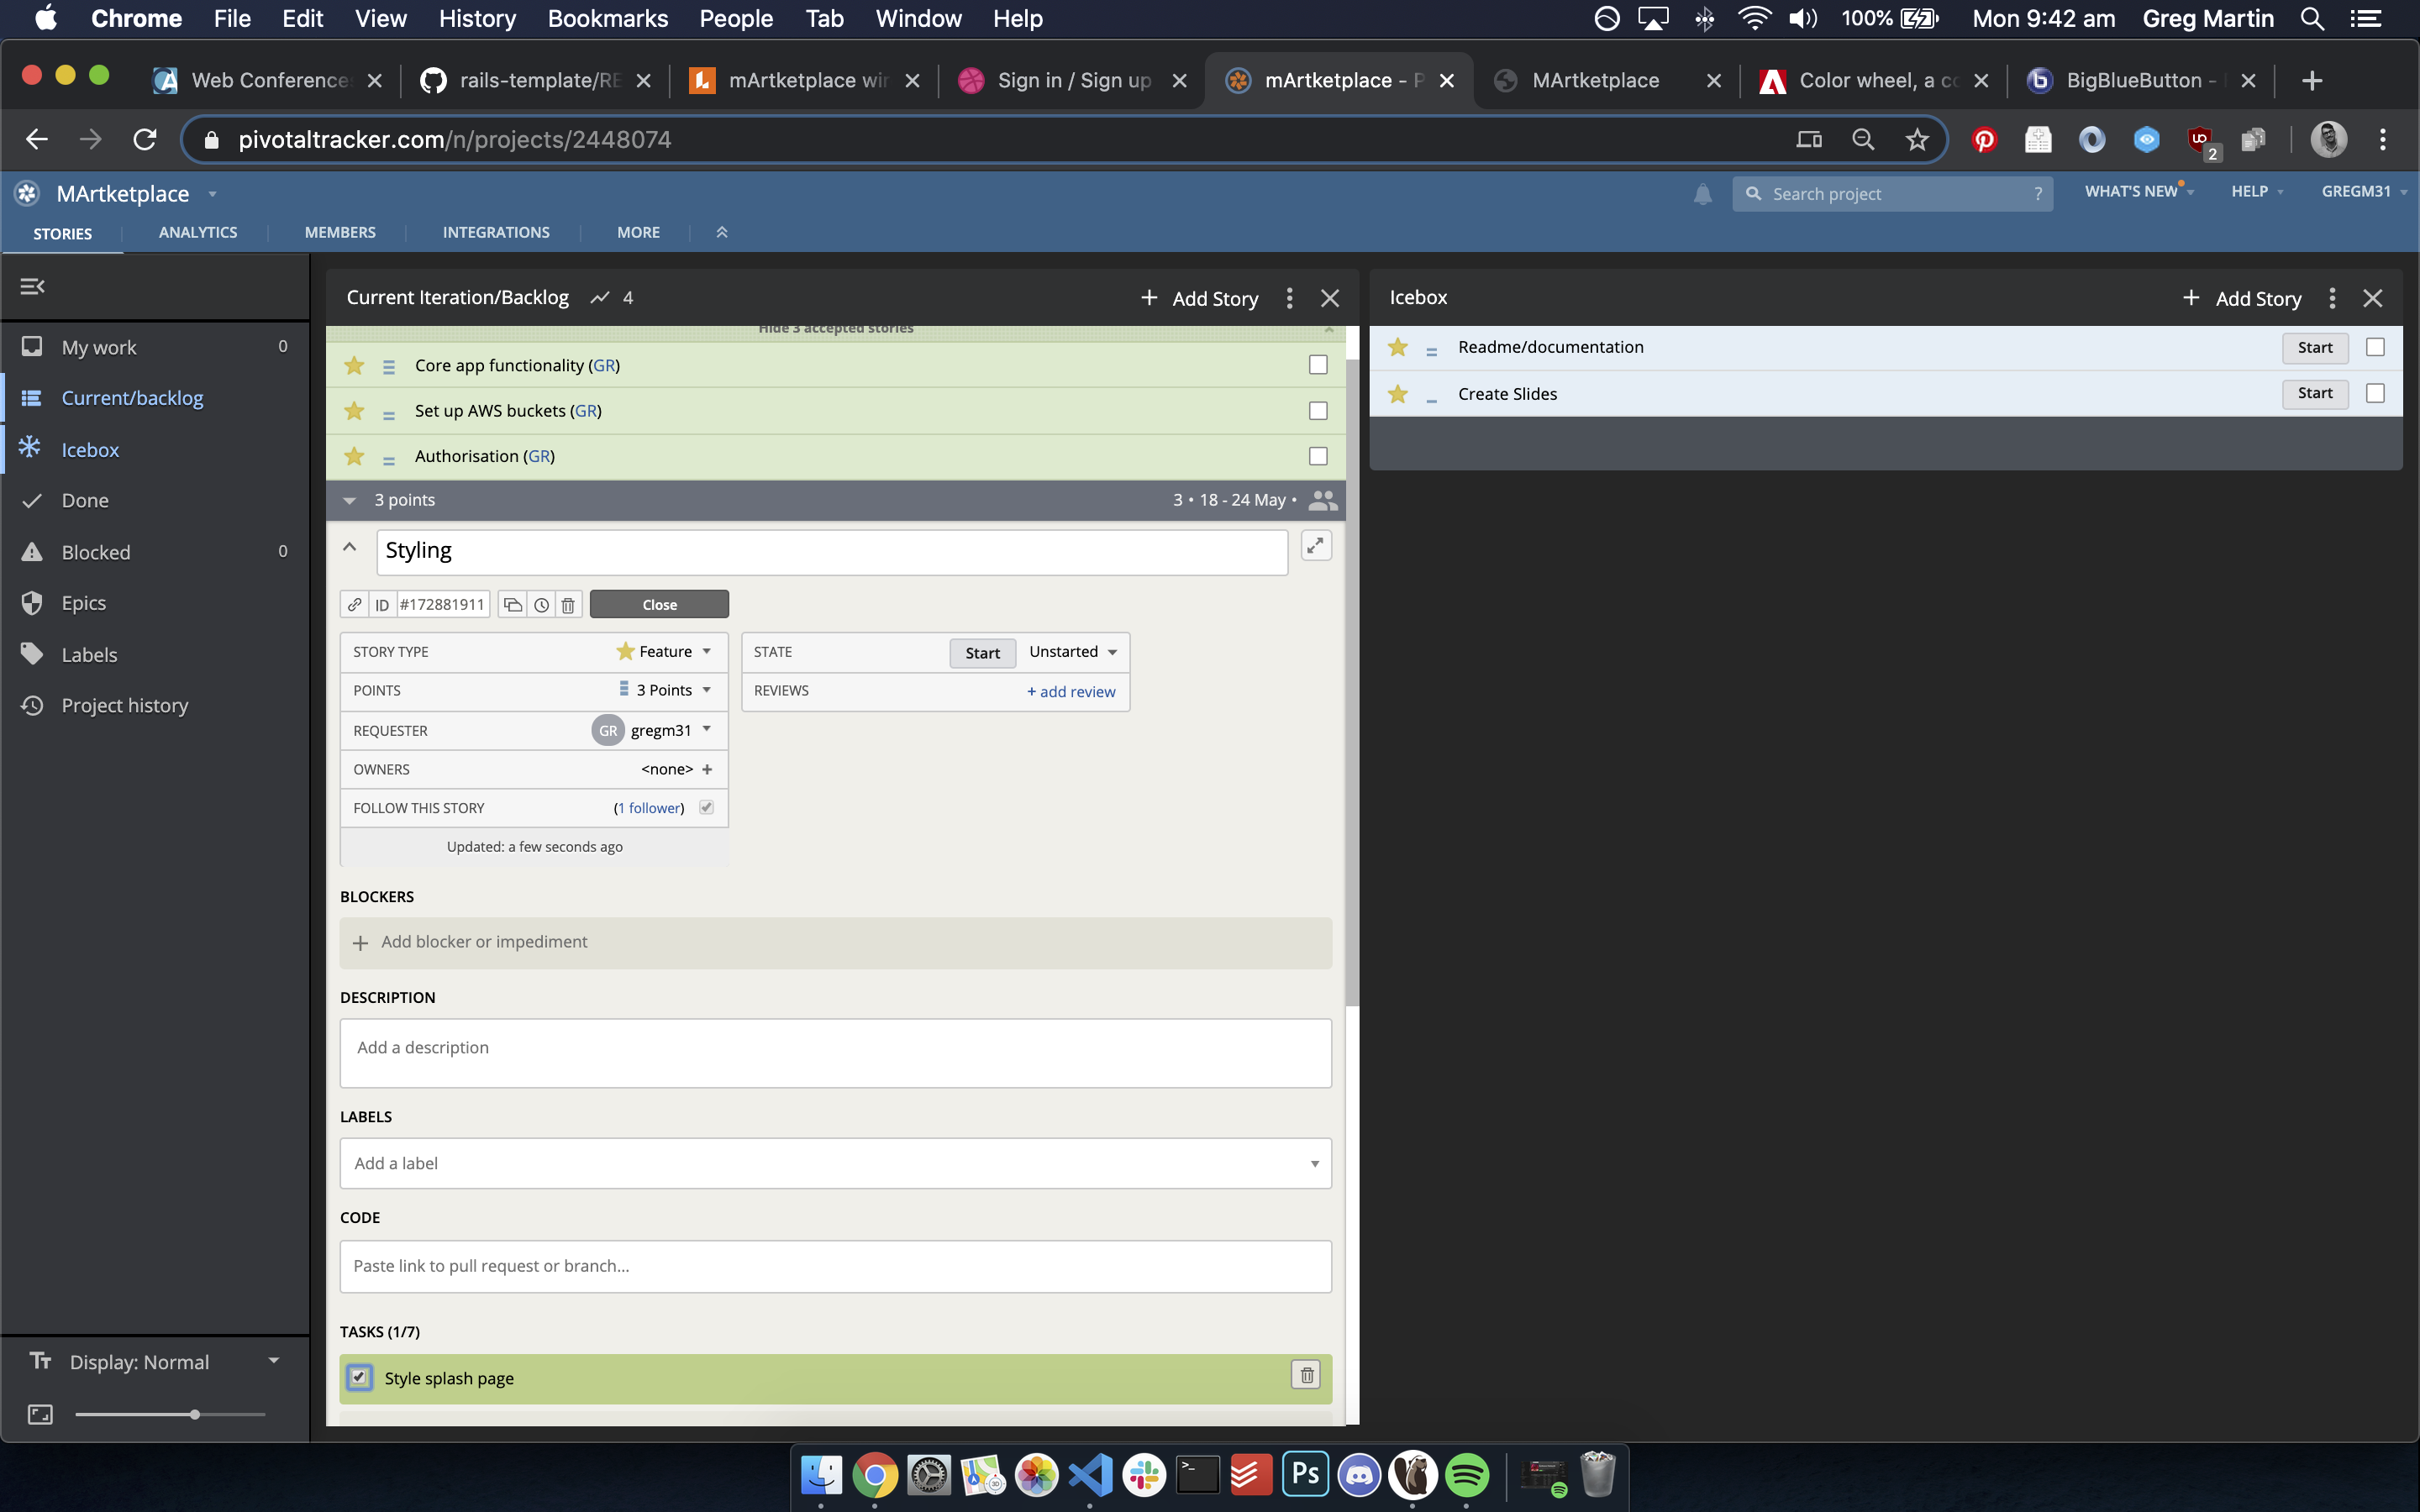 Chrome File Edit View History Bookmarks People Tab Window Help 100% Mon 9:42 am Greg Martin
Web Conference rails-template/RE mArtketplace wir Sign in / Sign up mArtketplace - P MArtketplace Color wheel, a co BigBlueButton -
pivotaltracker.com/n/projects/2448074
2
MArtketplace
Search project ? WHAT'S NEW HELP GREGM31
STORIES ANALYTICS MEMBERS INTEGRATIONS MORE
My work 0
Current/backlog
Icebox
Done
Blocked 0
Epics
Labels
Project history
Display: Normal
Current Iteration/Backlog 4 + Add Story
Hide 3 accepted stories
Core app functionality (GR)
Set up AWS buckets (GR)
Authorisation (GR)
3 points 3 • 18 - 24 May •
Styling
ID #172881911 Close
STORY TYPE Feature
POINTS 3 Points
REQUESTER GR gregm31
OWNERS <none> +
FOLLOW THIS STORY (1 follower)
Updated: a few seconds ago
STATE Start Unstarted
REVIEWS + add review
BLOCKERS
+ Add blocker or impediment
DESCRIPTION
Add a description
LABELS
Add a label
CODE
Paste link to pull request or branch...
TASKS (1/7)
Style splash page
Icebox + Add Story
Readme/documentation Start
Create Slides Start
Ps